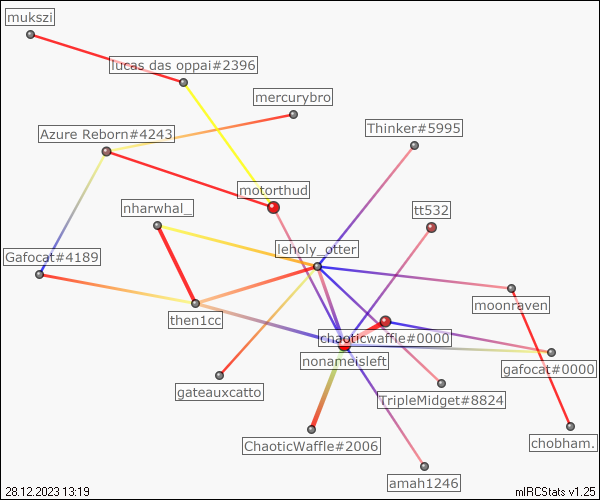 mukszi
lucas das oppai#2396
mercurybro
Thinker#5995
Azure Reborn#4243
motorthud
nharwhal_
tt532
leholy_otter
Gafocat#4189
moonraven
then1cc
chaoticwaffle#0000
nonameisleft
gafocat#0000
gateauxcatto
TripleMidget#8824
ChaoticWaffle#2006
chobham.
amah1246
28.12.2023 13:19
mIRCStats v1.25